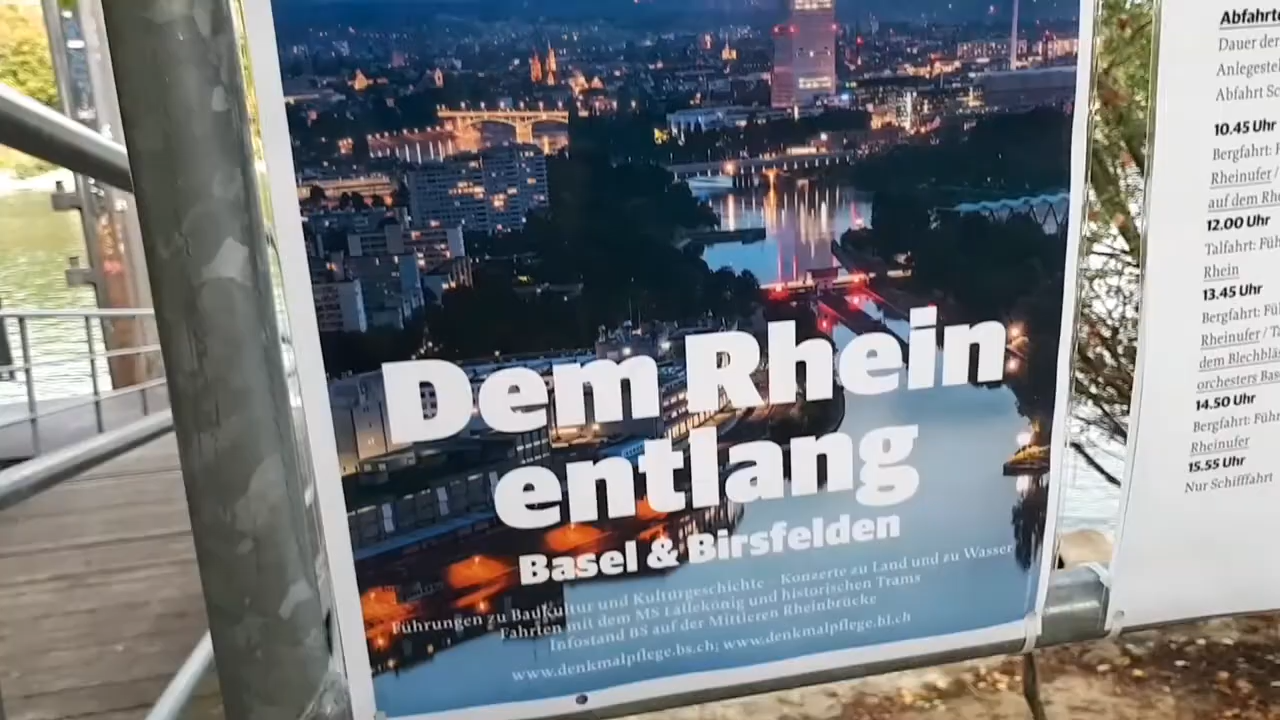 Dem Rhein
entlang
Basel & Birsfelden
Führungen zu Baukultur und Kulturgeschichte Konzerte zu Land und zu Wasser
Fahrten mit dem MS Lällekönig und historischen Trams
Infostand BS auf der Mittleren Rheinbrücke
www.denkmalpflege.bs.ch; www.denkmalpflege.bl.ch
Abfahrt
Dauer der
Anlegestel
Abfahrt Sc
10.45 Uhr
Bergfahrt: F
Rheinufer /
auf dem Rhe
12.00 Uhr
Talfahrt: Füh
Rhein
13.45 Uhr
Bergfahrt: Fü
Rheinufer / T
dem Blechblä
orchesters Bas
14.50 Uhr
Bergfahrt: Füh
Rheinufer
15.55 Uhr
Nur Schifffahrt